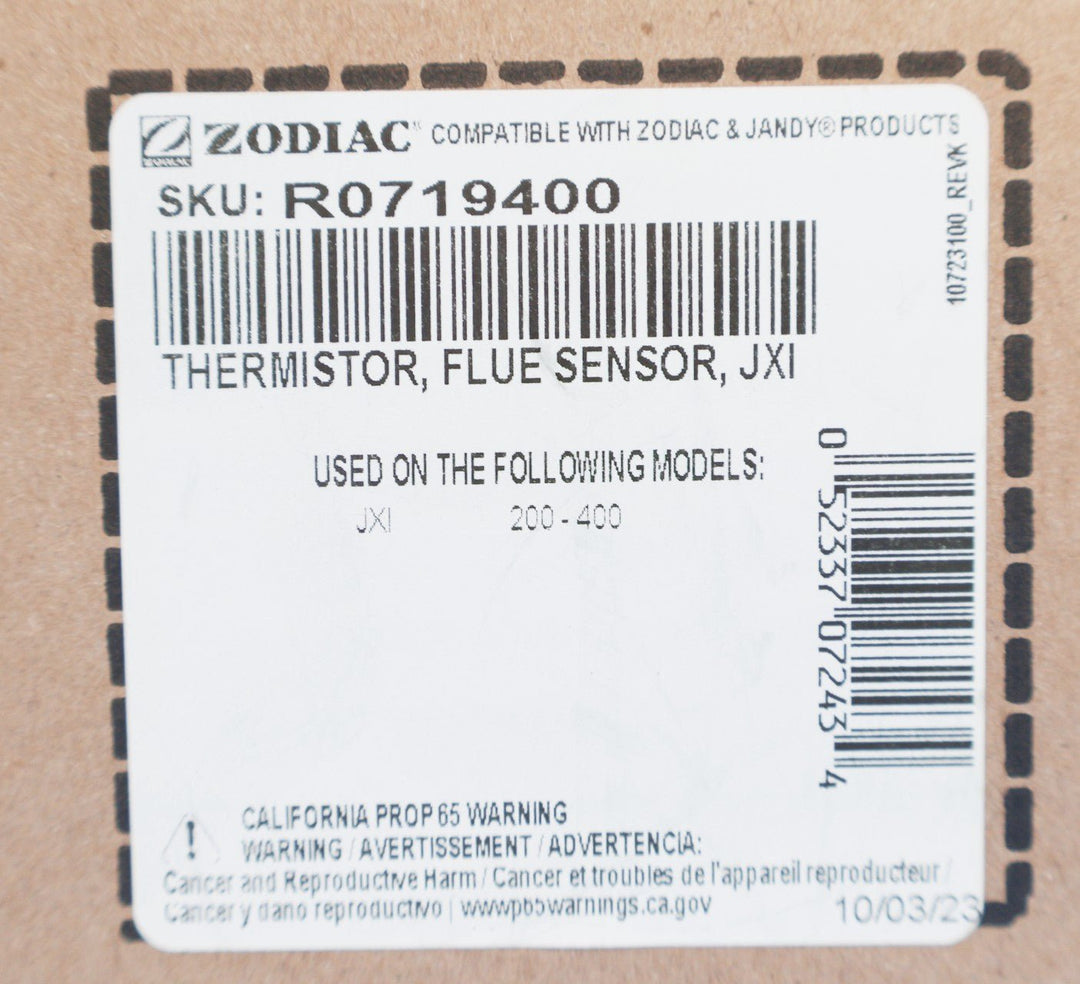 ZODIAC COMPATIBLE WITH ZODIAC & JANDY® PRODUCTS
SKU: R0719400
10723100_REVK
THERMISTOR, FLUE SENSOR, JXI
USED ON THE FOLLOWING MODELS:
JXI 200 - 400
0 52337 07243 4
CALIFORNIA PROP 65 WARNING
! WARNING / AVERTISSEMENT / ADVERTENCIA:
Cancer and Reproductive Harm / Cancer et troubles de l'appareil reproducteur /
Cancer y dano reproductivo | www.p65warnings.ca.gov
10/03/23